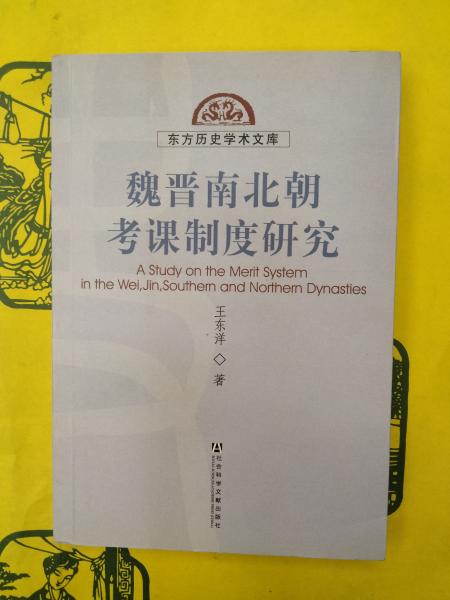 东方历史学术文库
魏晋南北朝
考课制度研究
A Study on the Merit System
in the Wei,Jin,Southern and Northern Dynasties
王东洋 ◇ 著
社会科学文献出版社